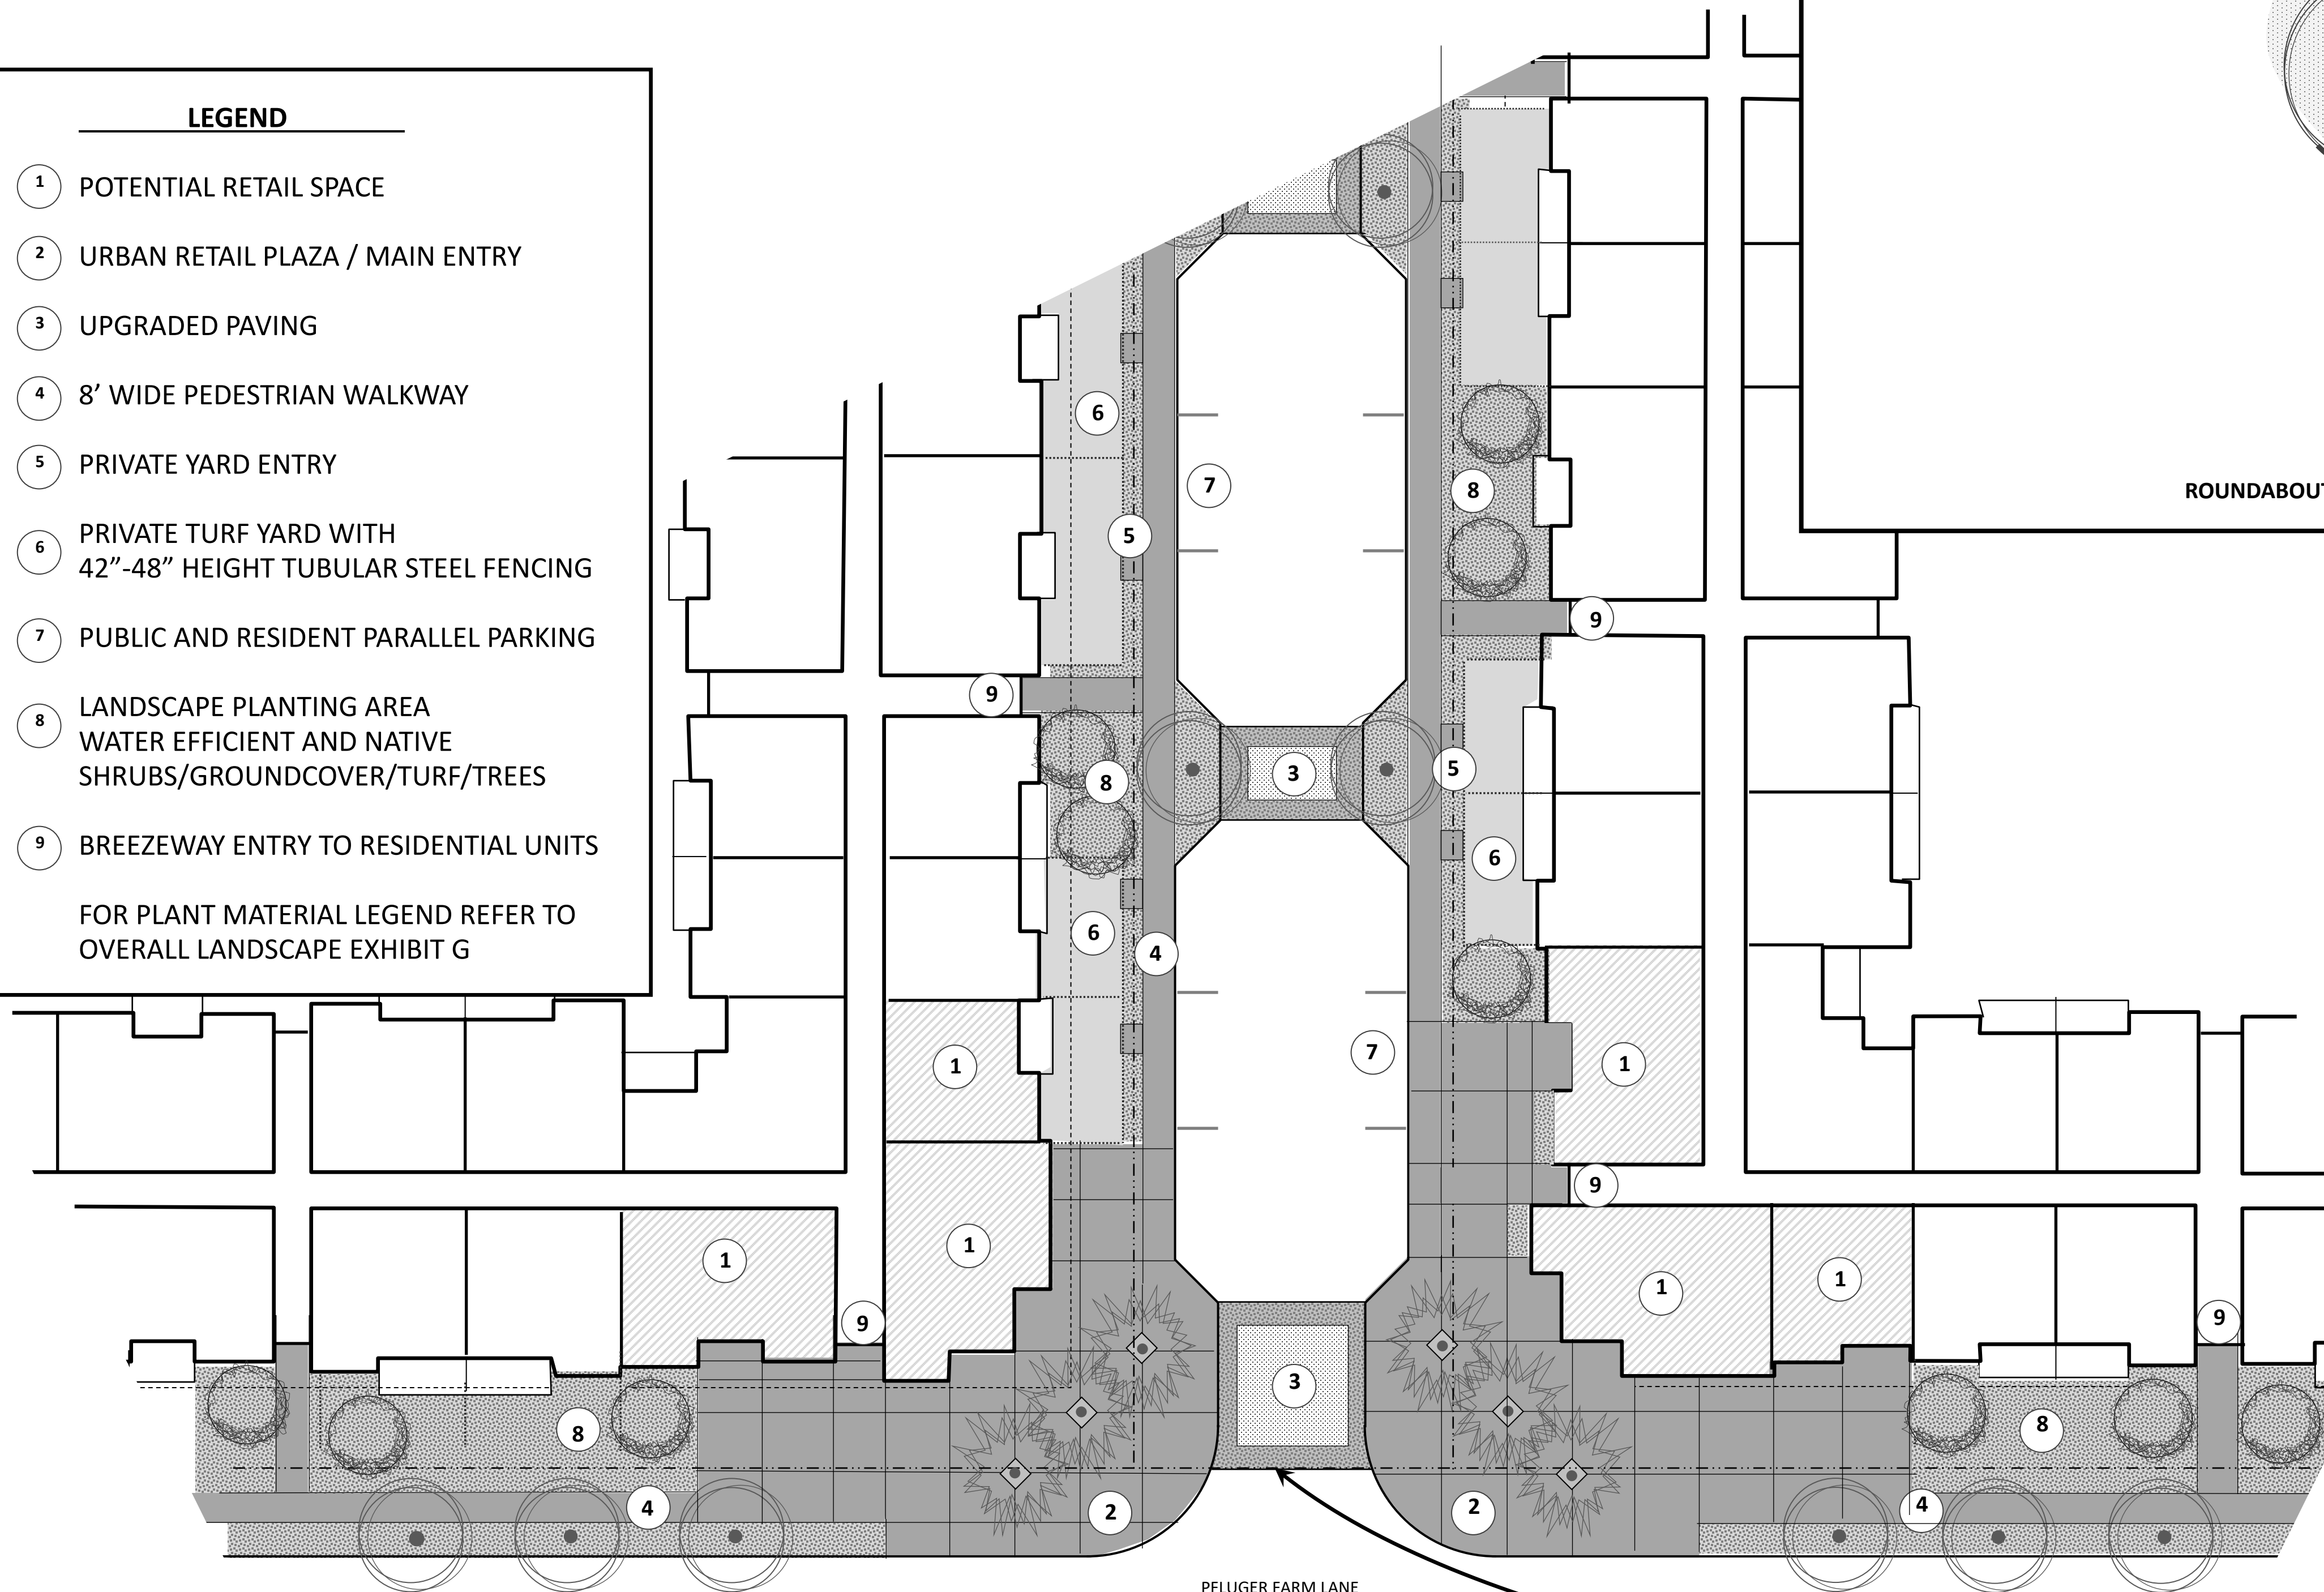 LEGEND
1 POTENTIAL RETAIL SPACE
2 URBAN RETAIL PLAZA / MAIN ENTRY
3 UPGRADED PAVING
4 8’ WIDE PEDESTRIAN WALKWAY
5 PRIVATE YARD ENTRY
6 PRIVATE TURF YARD WITH
42”-48” HEIGHT TUBULAR STEEL FENCING
7 PUBLIC AND RESIDENT PARALLEL PARKING
8 LANDSCAPE PLANTING AREA
WATER EFFICIENT AND NATIVE
SHRUBS/GROUNDCOVER/TURF/TREES
9 BREEZEWAY ENTRY TO RESIDENTIAL UNITS
FOR PLANT MATERIAL LEGEND REFER TO
OVERALL LANDSCAPE EXHIBIT G
ROUNDABOUT
6
7
8
5
9
9
8
3
5
6
6
4
7
1
1
9
1
1
1
1
9
9
3
8
8
4
2
2
4
PFLUGER FARM LANE